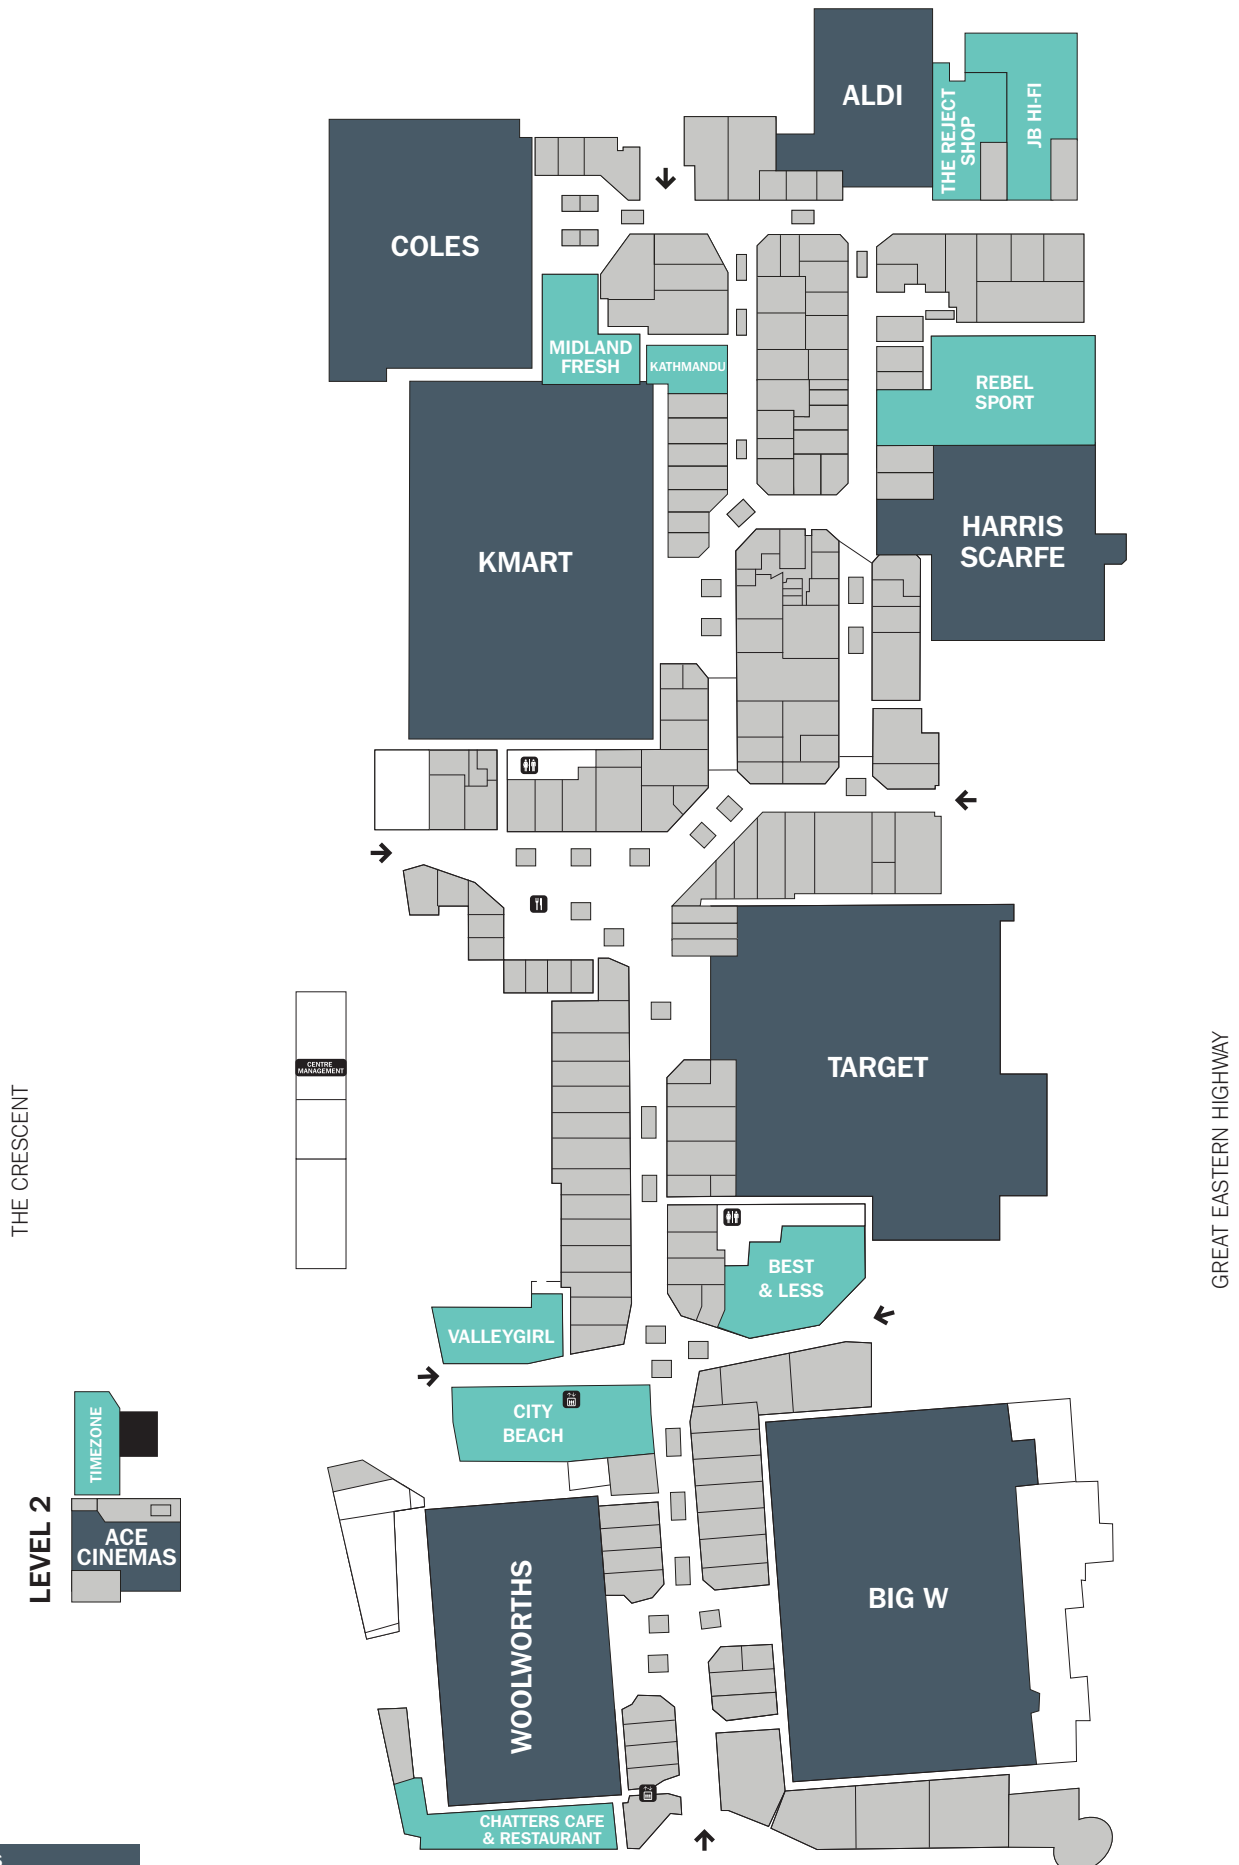 ALDI
THE REJECT
SHOP
JB HI-FI
COLES
MIDLAND
FRESH
KATHMANDU
REBEL
SPORT
HARRIS
SCARFE
KMART
TARGET
CENTRE
MANAGEMENT
THE CRESCENT
GREAT EASTERN HIGHWAY
BEST
& LESS
VALLEYGIRL
CITY
BEACH
TIMEZONE
LEVEL 2
ACE
CINEMAS
WOOLWORTHS
BIG W
CHATTERS CAFE
& RESTAURANT